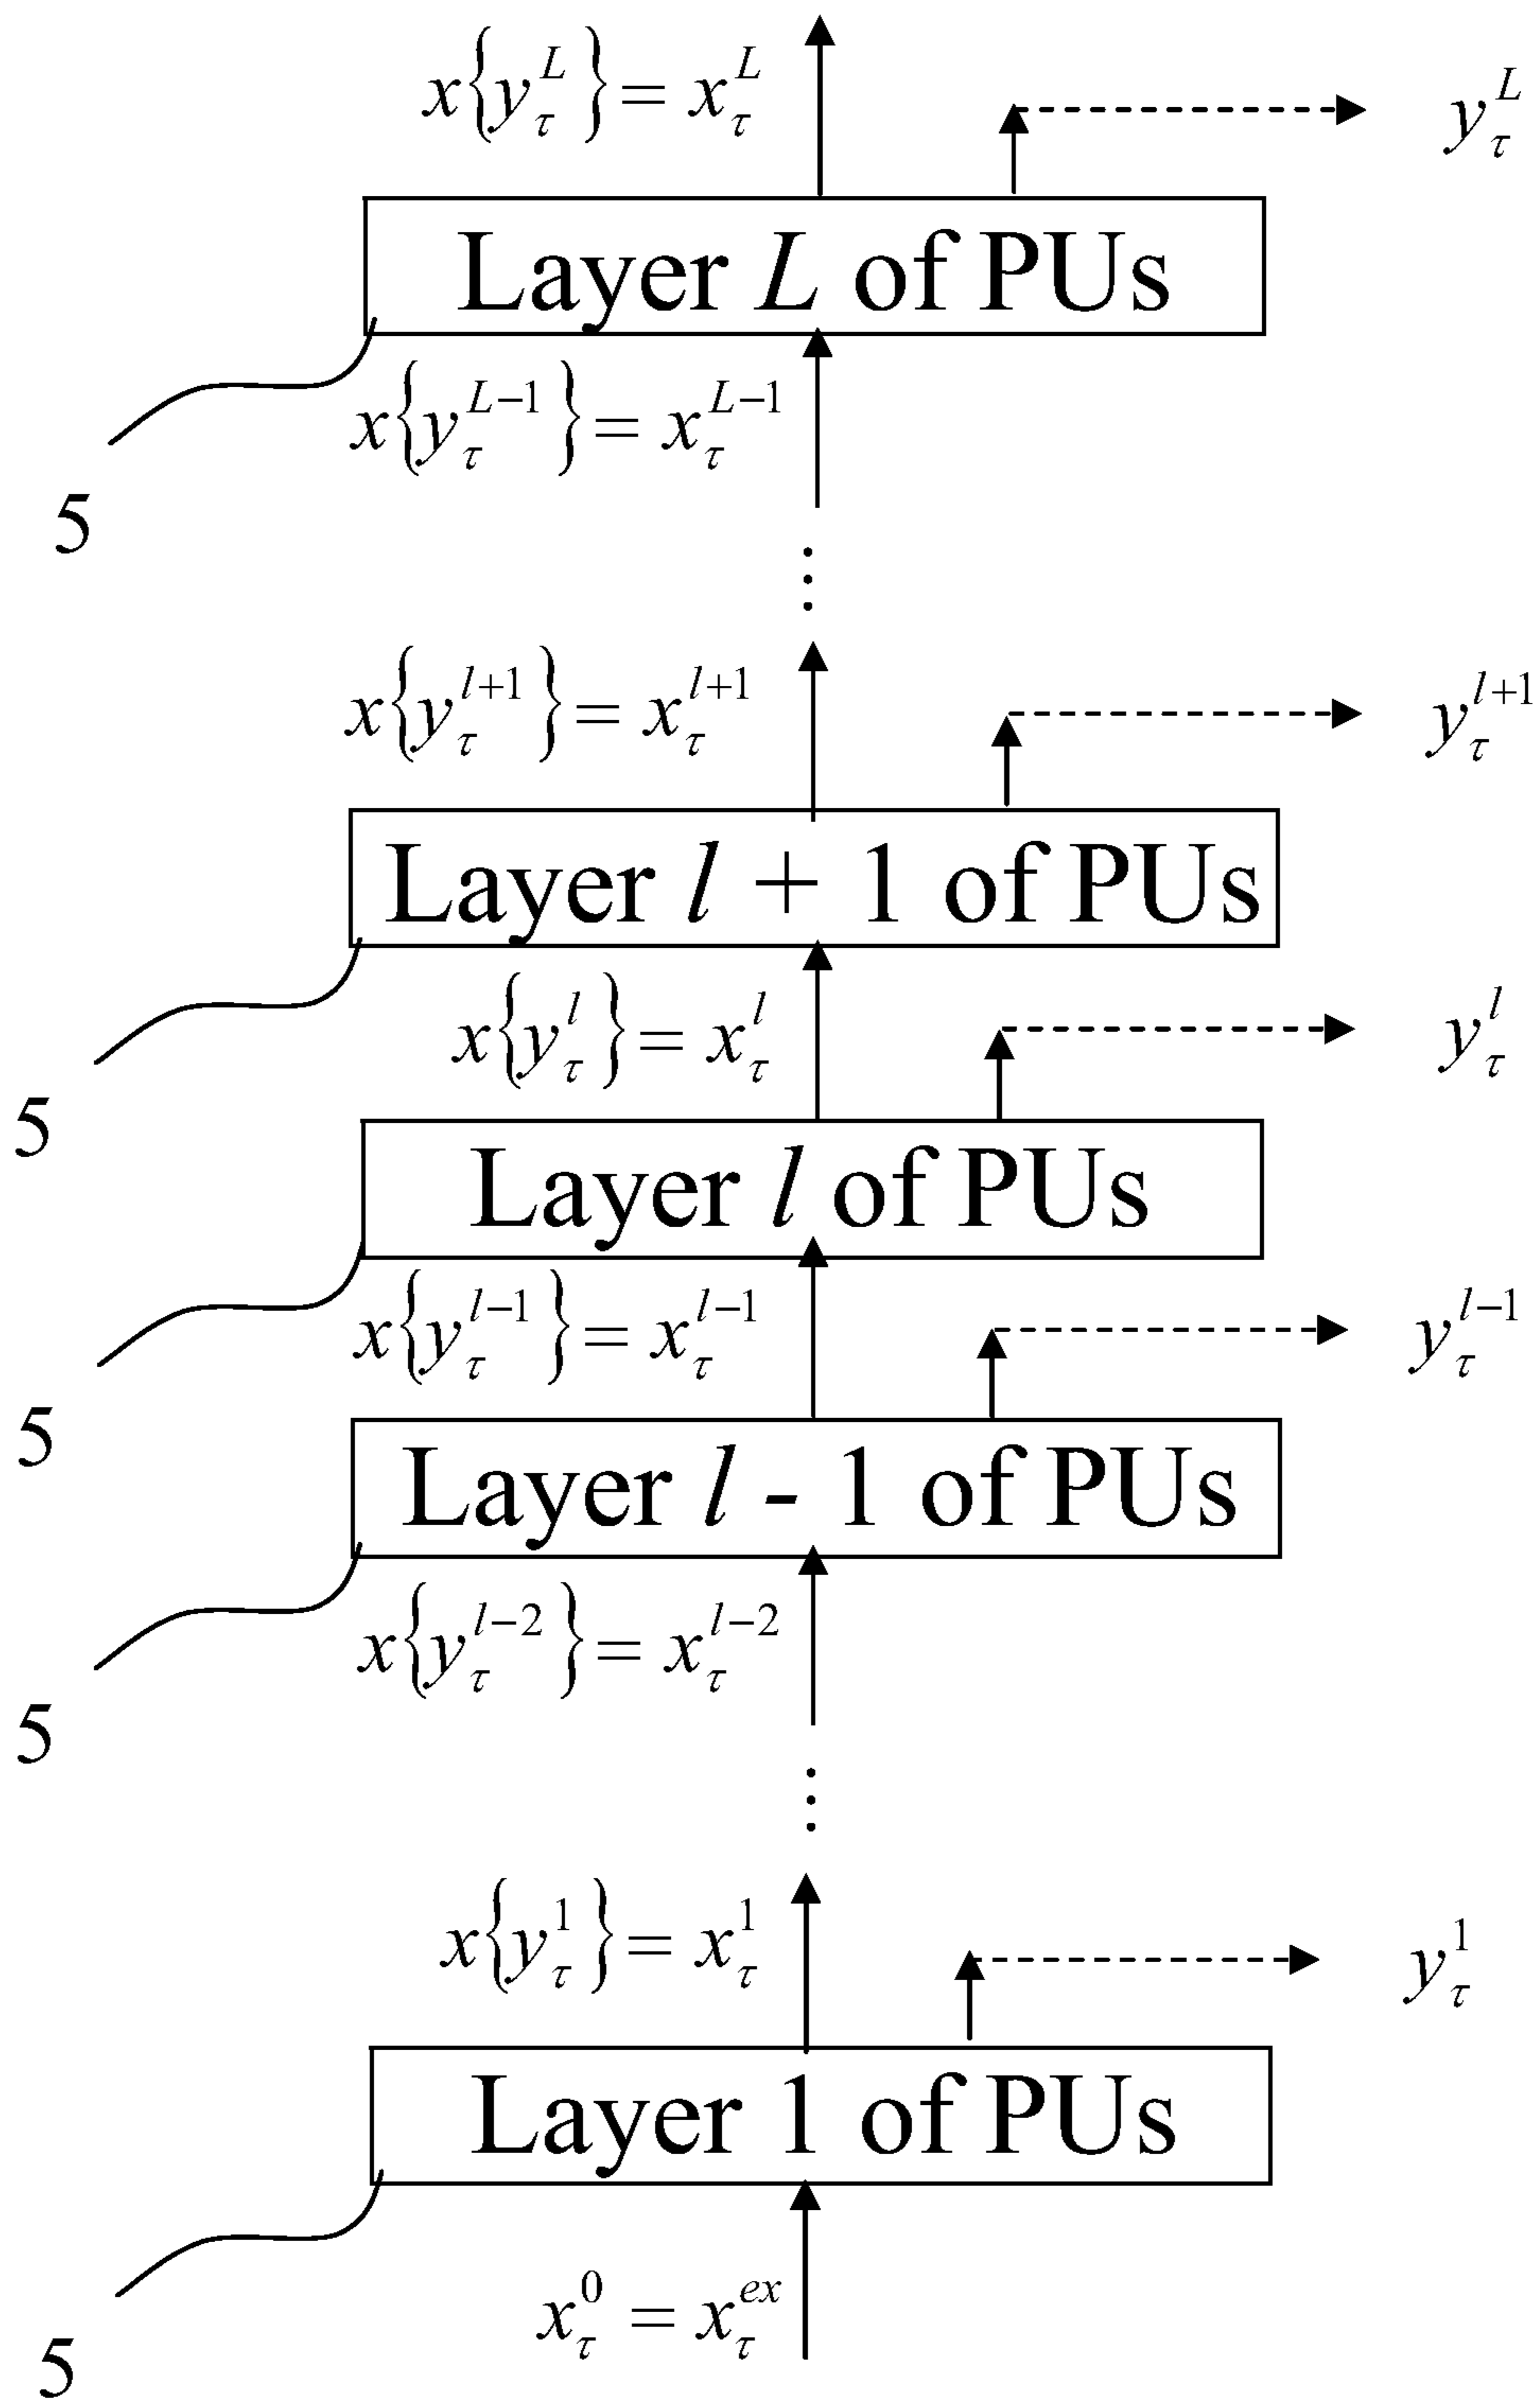 x{y_τ^L} = x_τ^L
y_τ^L
Layer L of PUs
x{y_τ^{L−1}} = x_τ^{L−1}
5
⋮
x{y_τ^{l+1}} = x_τ^{l+1}
y_τ^{l+1}
Layer l + 1 of PUs
x{y_τ^l} = x_τ^l
y_τ^l
5
Layer l of PUs
x{y_τ^{l−1}} = x_τ^{l−1}
y_τ^{l−1}
5
Layer l - 1 of PUs
x{y_τ^{l−2}} = x_τ^{l−2}
5
⋮
x{y_τ^1} = x_τ^1
y_τ^1
Layer 1 of PUs
x_τ^0 = x_τ^{ex}
5